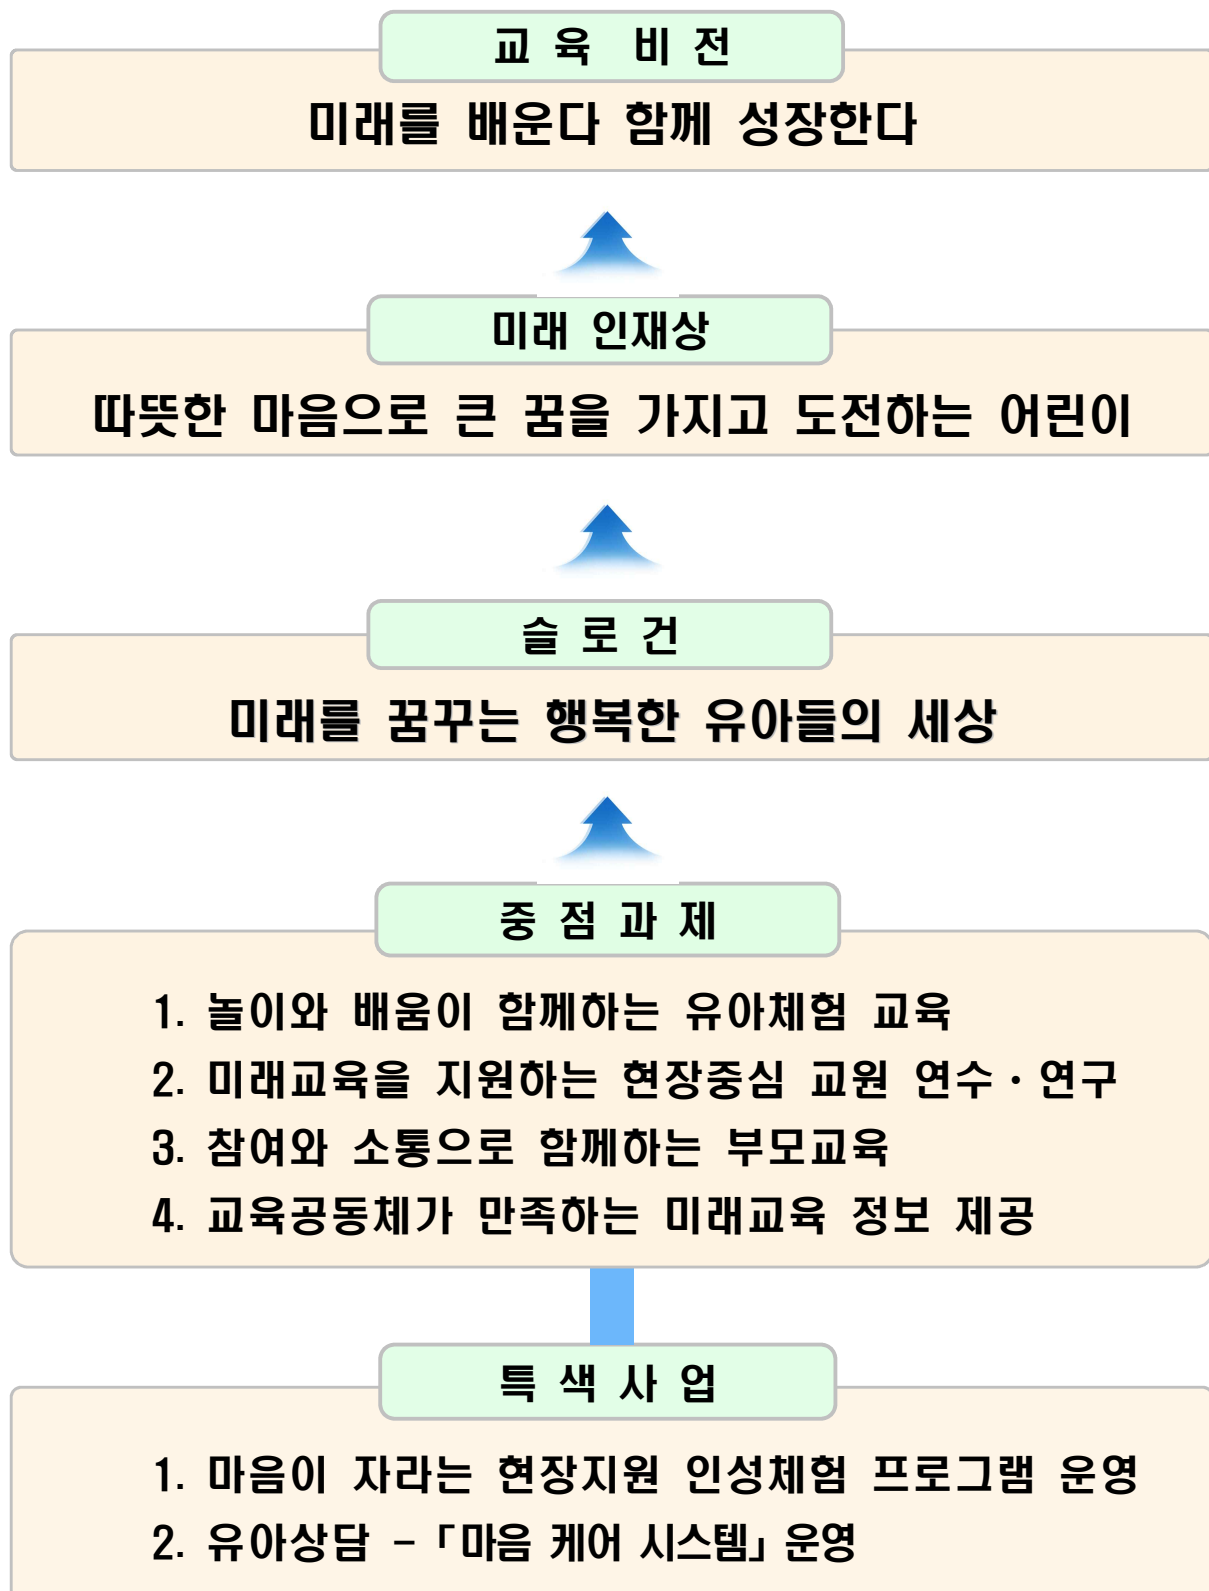 교 육 비 전
미래를 배운다 함께 성장한다
미래 인재상
따뜻한 마음으로 큰 꿈을 가지고 도전하는 어린이
슬 로 건
미래를 꿈꾸는 행복한 유아들의 세상
중 점 과 제
1. 놀이와 배움이 함께하는 유아체험 교육
2. 미래교육을 지원하는 현장중심 교원 연수·연구
3. 참여와 소통으로 함께하는 부모교육
4. 교육공동체가 만족하는 미래교육 정보 제공
특 색 사 업
1. 마음이 자라는 현장지원 인성체험 프로그램 운영
2. 유아상담 -「마음 케어 시스템」운영